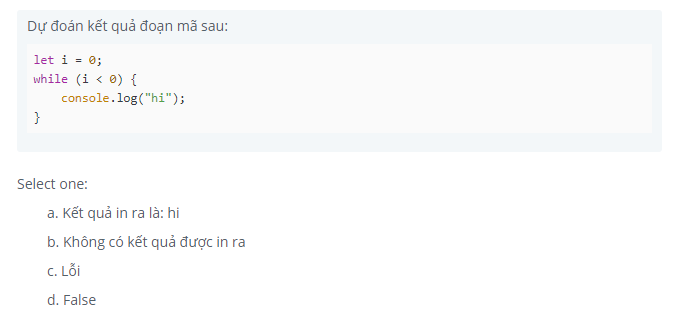 Dự đoán kết quả đoạn mã sau:
let i = 0;
while (i < 0) {
    console.log("hi");
}
Select one:
a. Kết quả in ra là: hi
b. Không có kết quả được in ra
c. Lỗi
d. False